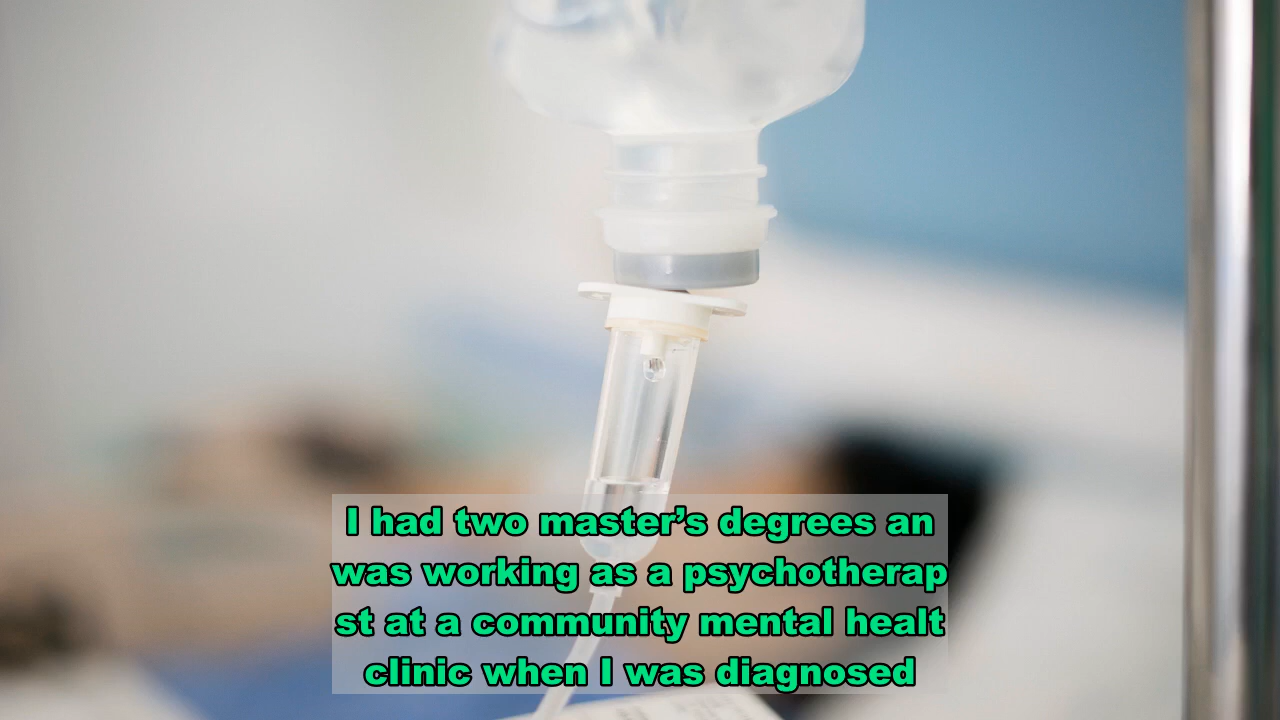 I had two master’s degrees an
was working as a psychotherap
st at a community mental healt
clinic when I was diagnosed